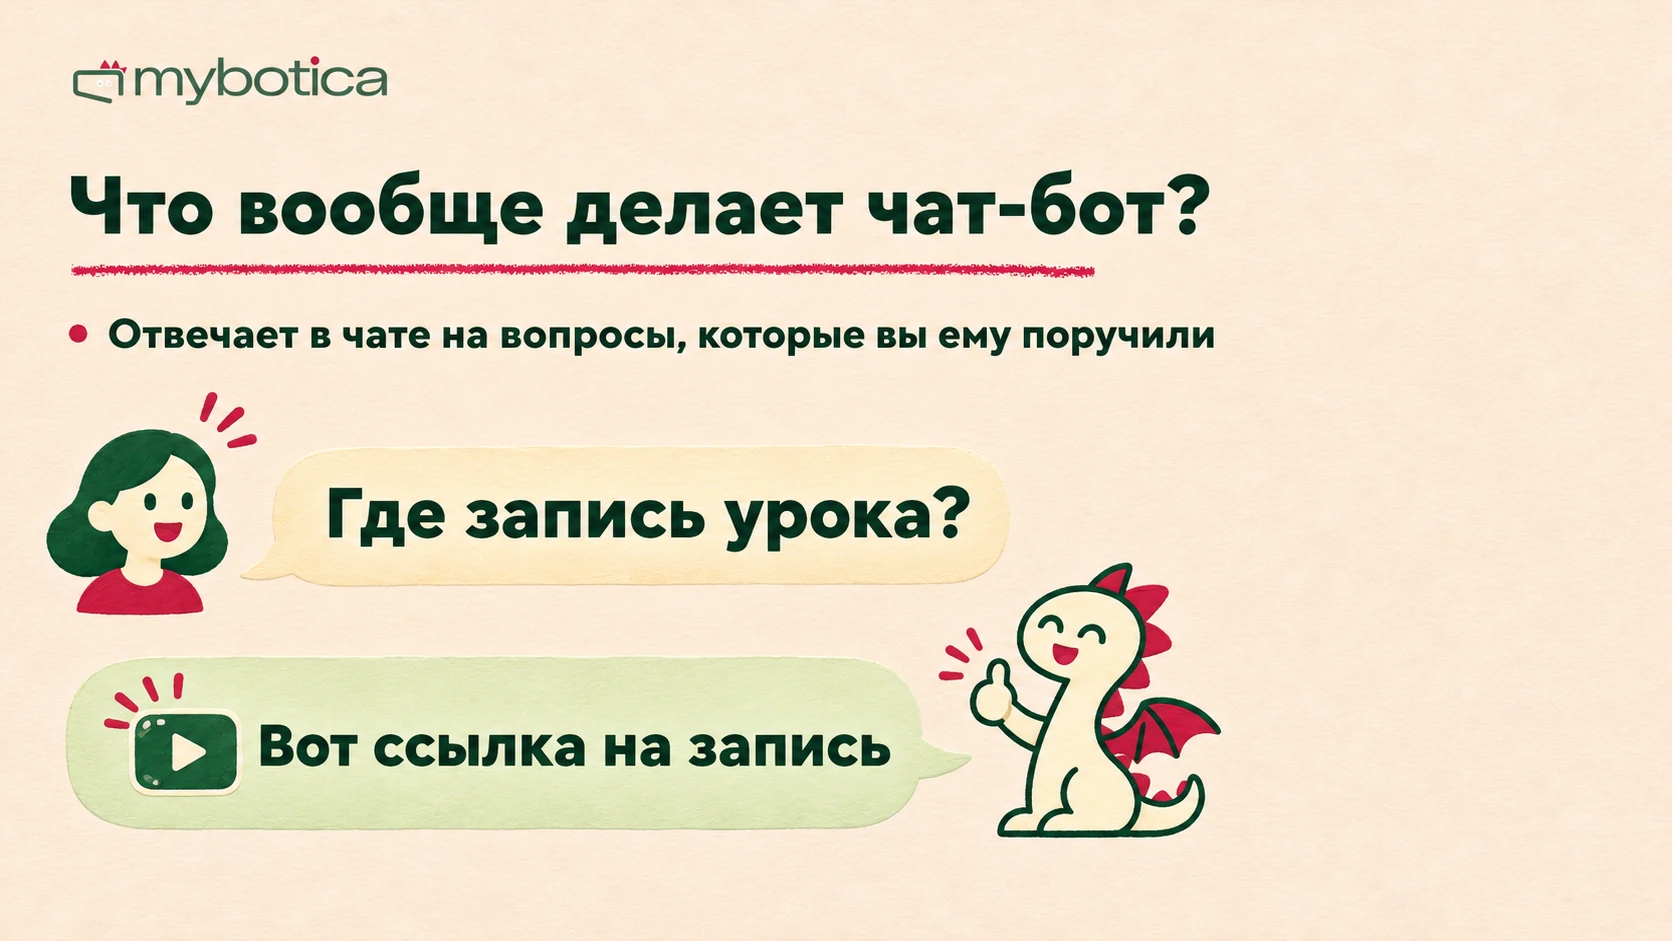 mybotica
Что вообще делает чат-бот?
Отвечает в чате на вопросы, которые вы ему поручили
Где запись урока?
Вот ссылка на запись